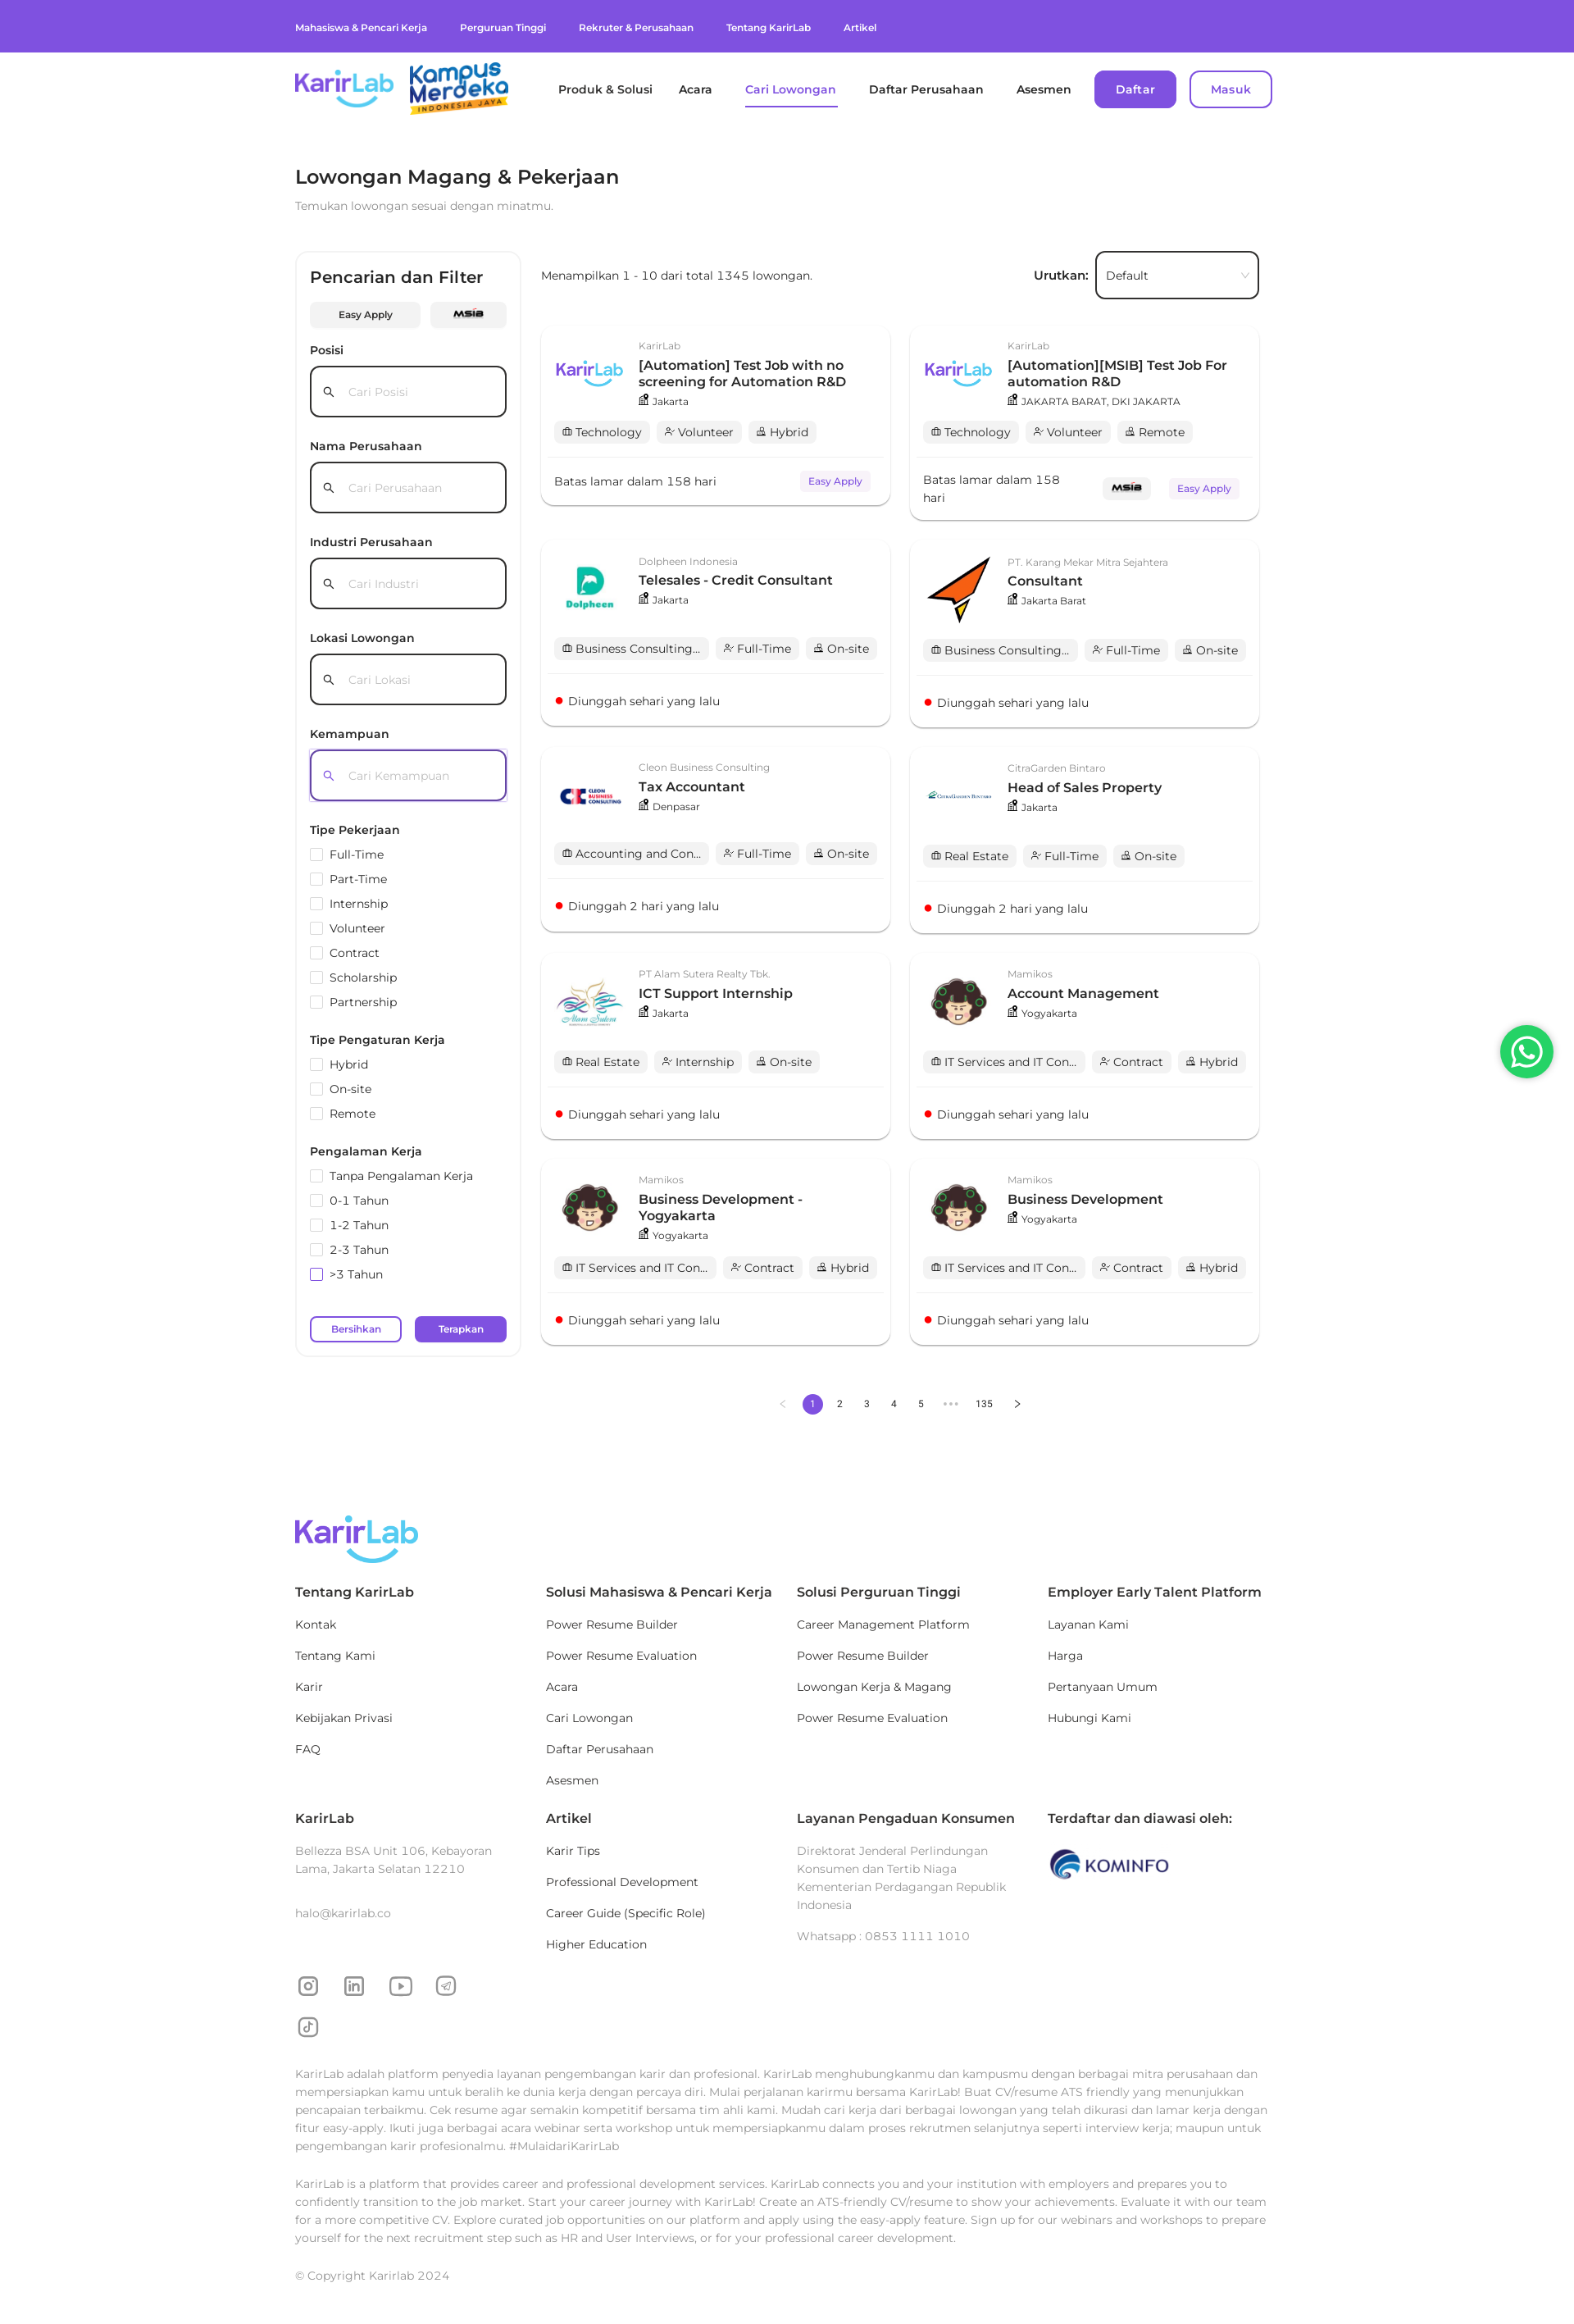 Mahasiswa & Pencari Kerja
Perguruan Tinggi
Rekruter & Perusahaan
Tentang KarirLab
Artikel
KarirLab
Kampus
Merdeka
INDONESIA JAYA
Produk & Solusi
Acara
Cari Lowongan
Daftar Perusahaan
Asesmen
Daftar
Masuk
Lowongan Magang & Pekerjaan
Temukan lowongan sesuai dengan minatmu.
Pencarian dan Filter
Easy Apply
MSIB
Posisi
Cari Posisi
Nama Perusahaan
Cari Perusahaan
Industri Perusahaan
Cari Industri
Lokasi Lowongan
Cari Lokasi
Kemampuan
Cari Kemampuan
Tipe Pekerjaan
Full-Time
Part-Time
Internship
Volunteer
Contract
Scholarship
Partnership
Tipe Pengaturan Kerja
Hybrid
On-site
Remote
Pengalaman Kerja
Tanpa Pengalaman Kerja
0-1 Tahun
1-2 Tahun
2-3 Tahun
>3 Tahun
Bersihkan
Terapkan
Menampilkan 1 - 10 dari total 1345 lowongan.
Urutkan:
Default
KarirLab
KarirLab
[Automation] Test Job with no
screening for Automation R&D
Jakarta
Technology
Volunteer
Hybrid
Batas lamar dalam 158 hari
Easy Apply
KarirLab
KarirLab
[Automation][MSIB] Test Job For
automation R&D
JAKARTA BARAT, DKI JAKARTA
Technology
Volunteer
Remote
Batas lamar dalam 158
hari
MSIB
Easy Apply
Dolpheen
Dolpheen Indonesia
Telesales - Credit Consultant
Jakarta
Business Consulting...
Full-Time
On-site
Diunggah sehari yang lalu
PT. Karang Mekar Mitra Sejahtera
Consultant
Jakarta Barat
Business Consulting...
Full-Time
On-site
Diunggah sehari yang lalu
CLEON
BUSINESS
CONSULTING
Cleon Business Consulting
Tax Accountant
Denpasar
Accounting and Con...
Full-Time
On-site
Diunggah 2 hari yang lalu
CitraGarden Bintaro
CitraGarden Bintaro
Head of Sales Property
Jakarta
Real Estate
Full-Time
On-site
Diunggah 2 hari yang lalu
Alam Sutera
PT Alam Sutera Realty Tbk.
ICT Support Internship
Jakarta
Real Estate
Internship
On-site
Diunggah sehari yang lalu
Mamikos
Account Management
Yogyakarta
IT Services and IT Con...
Contract
Hybrid
Diunggah sehari yang lalu
Mamikos
Business Development -
Yogyakarta
Yogyakarta
IT Services and IT Con...
Contract
Hybrid
Diunggah sehari yang lalu
Mamikos
Business Development
Yogyakarta
IT Services and IT Con...
Contract
Hybrid
Diunggah sehari yang lalu
1
2
3
4
5
•••
135
KarirLab
Tentang KarirLab
Kontak
Tentang Kami
Karir
Kebijakan Privasi
FAQ
Solusi Mahasiswa & Pencari Kerja
Power Resume Builder
Power Resume Evaluation
Acara
Cari Lowongan
Daftar Perusahaan
Asesmen
Solusi Perguruan Tinggi
Career Management Platform
Power Resume Builder
Lowongan Kerja & Magang
Power Resume Evaluation
Employer Early Talent Platform
Layanan Kami
Harga
Pertanyaan Umum
Hubungi Kami
KarirLab
Bellezza BSA Unit 106, Kebayoran
Lama, Jakarta Selatan 12210
halo@karirlab.co
Artikel
Karir Tips
Professional Development
Career Guide (Specific Role)
Higher Education
Layanan Pengaduan Konsumen
Direktorat Jenderal Perlindungan
Konsumen dan Tertib Niaga
Kementerian Perdagangan Republik
Indonesia
Whatsapp : 0853 1111 1010
Terdaftar dan diawasi oleh:
KOMINFO
KarirLab adalah platform penyedia layanan pengembangan karir dan profesional. KarirLab menghubungkanmu dan kampusmu dengan berbagai mitra perusahaan dan
mempersiapkan kamu untuk beralih ke dunia kerja dengan percaya diri. Mulai perjalanan karirmu bersama KarirLab! Buat CV/resume ATS friendly yang menunjukkan
pencapaian terbaikmu. Cek resume agar semakin kompetitif bersama tim ahli kami. Mudah cari kerja dari berbagai lowongan yang telah dikurasi dan lamar kerja dengan
fitur easy-apply. Ikuti juga berbagai acara webinar serta workshop untuk mempersiapkanmu dalam proses rekrutmen selanjutnya seperti interview kerja; maupun untuk
pengembangan karir profesionalmu. #MulaidariKarirLab
KarirLab is a platform that provides career and professional development services. KarirLab connects you and your institution with employers and prepares you to
confidently transition to the job market. Start your career journey with KarirLab! Create an ATS-friendly CV/resume to show your achievements. Evaluate it with our team
for a more competitive CV. Explore curated job opportunities on our platform and apply using the easy-apply feature. Sign up for our webinars and workshops to prepare
yourself for the next recruitment step such as HR and User Interviews, or for your professional career development.
© Copyright Karirlab 2024